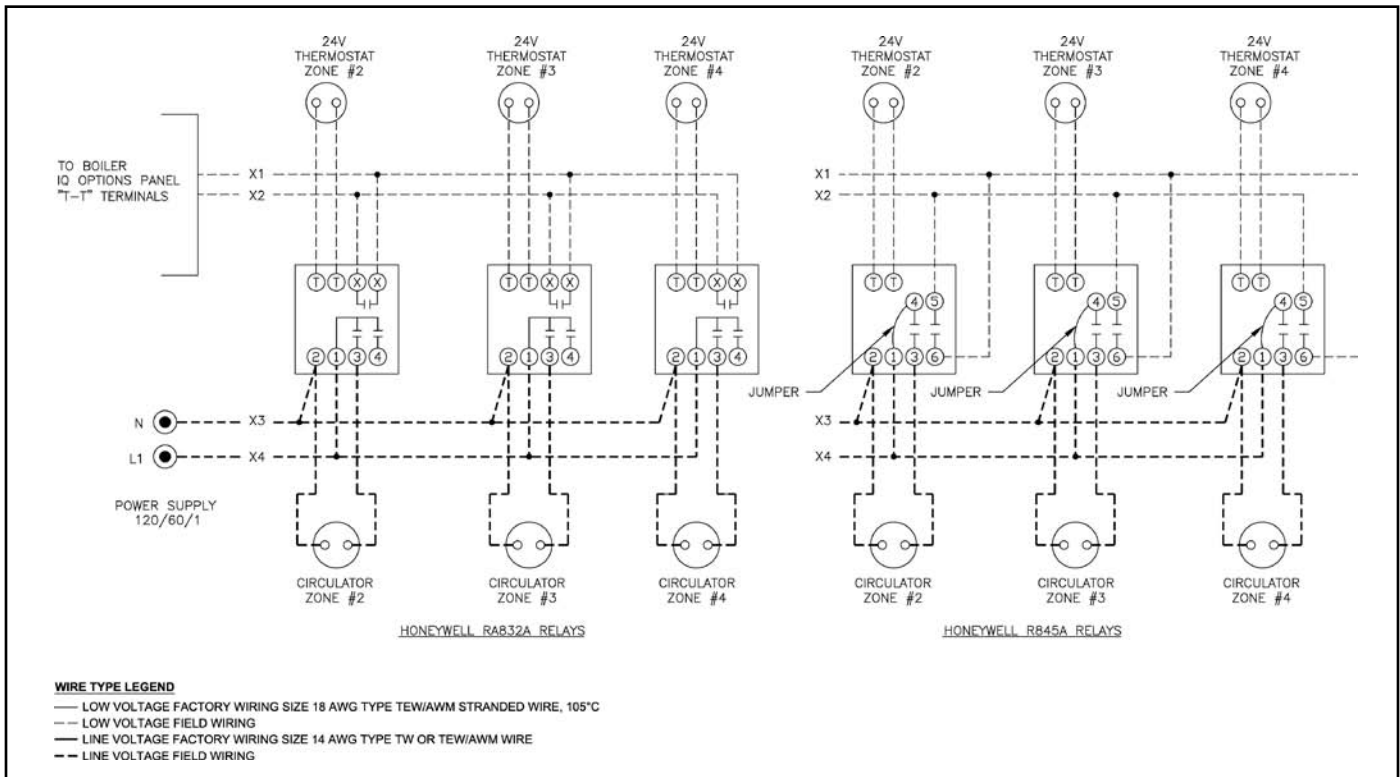 24V
THERMOSTAT
ZONE #2
24V
THERMOSTAT
ZONE #3
24V
THERMOSTAT
ZONE #4
24V
THERMOSTAT
ZONE #2
24V
THERMOSTAT
ZONE #3
24V
THERMOSTAT
ZONE #4
TO BOILER
IQ OPTIONS PANEL
"T-T" TERMINALS
X1
X2
X1
X2
T T X X
T T X X
T T X X
T T
T T
T T
4 5
4 5
4 5
2 1 3 4
2 1 3 4
2 1 3 4
2 1 3 6
2 1 3 6
2 1 3 6
JUMPER
JUMPER
JUMPER
N
X3
X3
L1
X4
X4
POWER SUPPLY
120/60/1
CIRCULATOR
ZONE #2
CIRCULATOR
ZONE #3
CIRCULATOR
ZONE #4
CIRCULATOR
ZONE #2
CIRCULATOR
ZONE #3
CIRCULATOR
ZONE #4
HONEYWELL RA832A RELAYS
HONEYWELL R845A RELAYS
WIRE TYPE LEGEND
LOW VOLTAGE FACTORY WIRING SIZE 18 AWG TYPE TEW/AWM STRANDED WIRE, 105°C
LOW VOLTAGE FIELD WIRING
LINE VOLTAGE FACTORY WIRING SIZE 14 AWG TYPE TW OR TEW/AWM WIRE
LINE VOLTAGE FIELD WIRING